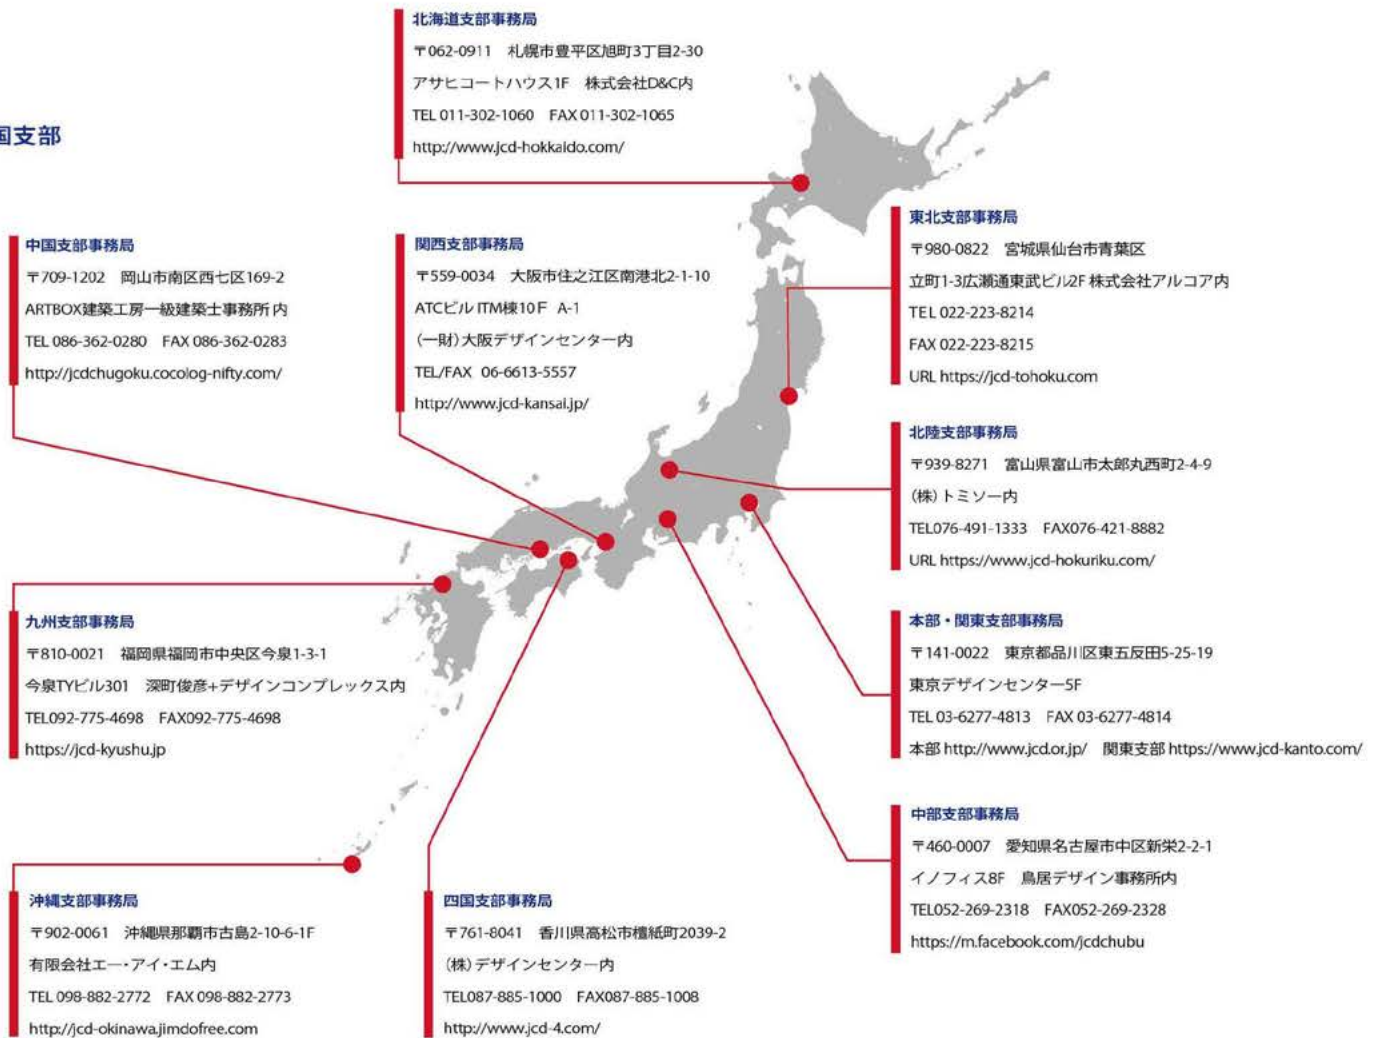 国支部
北海道支部事務局
〒062-0911　札幌市豊平区旭町3丁目2-30
アサヒコートハウス1F　株式会社D&C内
TEL 011-302-1060　FAX 011-302-1065
http://www.jcd-hokkaido.com/
中国支部事務局
〒709-1202　岡山市南区西七区169-2
ARTBOX建築工房一級建築士事務所内
TEL 086-362-0280　FAX 086-362-0283
http://jcdchugoku.cocolog-nifty.com/
関西支部事務局
〒559-0034　大阪市住之江区南港北2-1-10
ATCビル ITM棟10Ｆ A-1
(一財)大阪デザインセンター内
TEL/FAX 06-6613-5557
http://www.jcd-kansai.jp/
東北支部事務局
〒980-0822　宮城県仙台市青葉区
立町1-3広瀬通東武ビル2F 株式会社アルコア内
TEL 022-223-8214
FAX 022-223-8215
URL https://jcd-tohoku.com
北陸支部事務局
〒939-8271　富山県富山市太郎丸西町2-4-9
(株)トミソー内
TEL076-491-1333　FAX076-421-8882
URL https://www.jcd-hokuriku.com/
九州支部事務局
〒810-0021　福岡県福岡市中央区今泉1-3-1
今泉TYビル301　深町俊彦+デザインコンプレックス内
TEL092-775-4698　FAX092-775-4698
https://jcd-kyushu.jp
本部・関東支部事務局
〒141-0022　東京都品川区東五反田5-25-19
東京デザインセンター5F
TEL 03-6277-4813　FAX 03-6277-4814
本部 http://www.jcd.or.jp/　関東支部 https://www.jcd-kanto.com/
中部支部事務局
〒460-0007　愛知県名古屋市中区新栄2-2-1
イノフィス8F　鳥居デザイン事務所内
TEL052-269-2318　FAX052-269-2328
https://m.facebook.com/jcdchubu
沖縄支部事務局
〒902-0061　沖縄県那覇市古島2-10-6-1F
有限会社エー・アイ・エム内
TEL 098-882-2772　FAX 098-882-2773
http://jcd-okinawa.jimdofree.com
四国支部事務局
〒761-8041　香川県高松市檀紙町2039-2
(株)デザインセンター内
TEL087-885-1000　FAX087-885-1008
http://www.jcd-4.com/